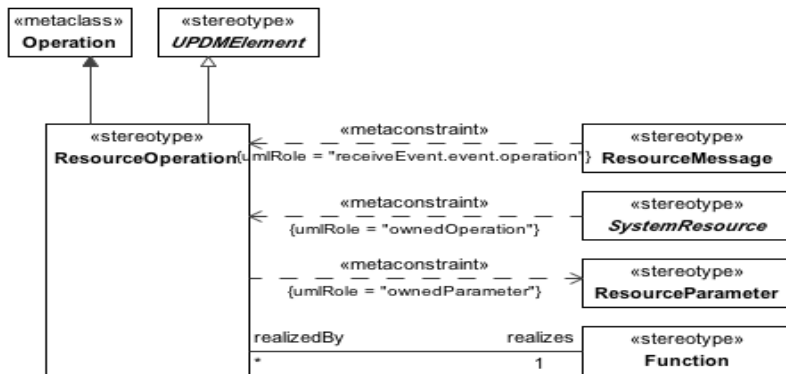 «metaclass»
Operation
«stereotype»
UPDMElement
«stereotype»
ResourceOperation
«metaconstraint»
{umlRole = "receiveEvent.event.operation"}
«stereotype»
ResourceMessage
«metaconstraint»
{umlRole = "ownedOperation"}
«stereotype»
SystemResource
«metaconstraint»
{umlRole = "ownedParameter"}
«stereotype»
ResourceParameter
realizedBy
realizes
*
1
«stereotype»
Function